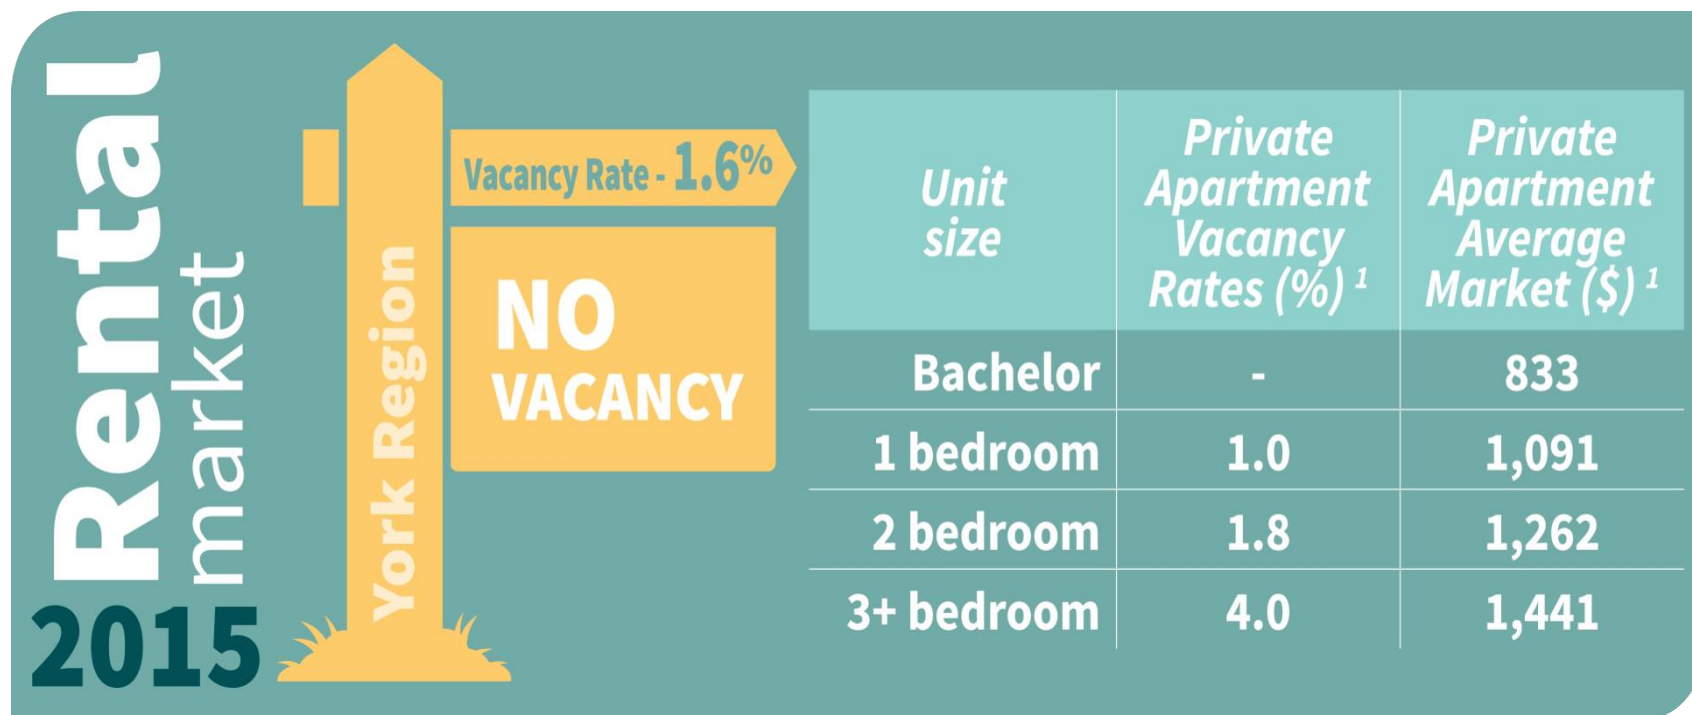 Rental
market
2015
York Region
Vacancy Rate - 1.6%
NO
VACANCY
Unit
size
Private
Apartment
Vacancy
Rates (%) 1
Private
Apartment
Average
Market ($) 1
Bachelor - 833
1 bedroom 1.0 1,091
2 bedroom 1.8 1,262
3+ bedroom 4.0 1,441